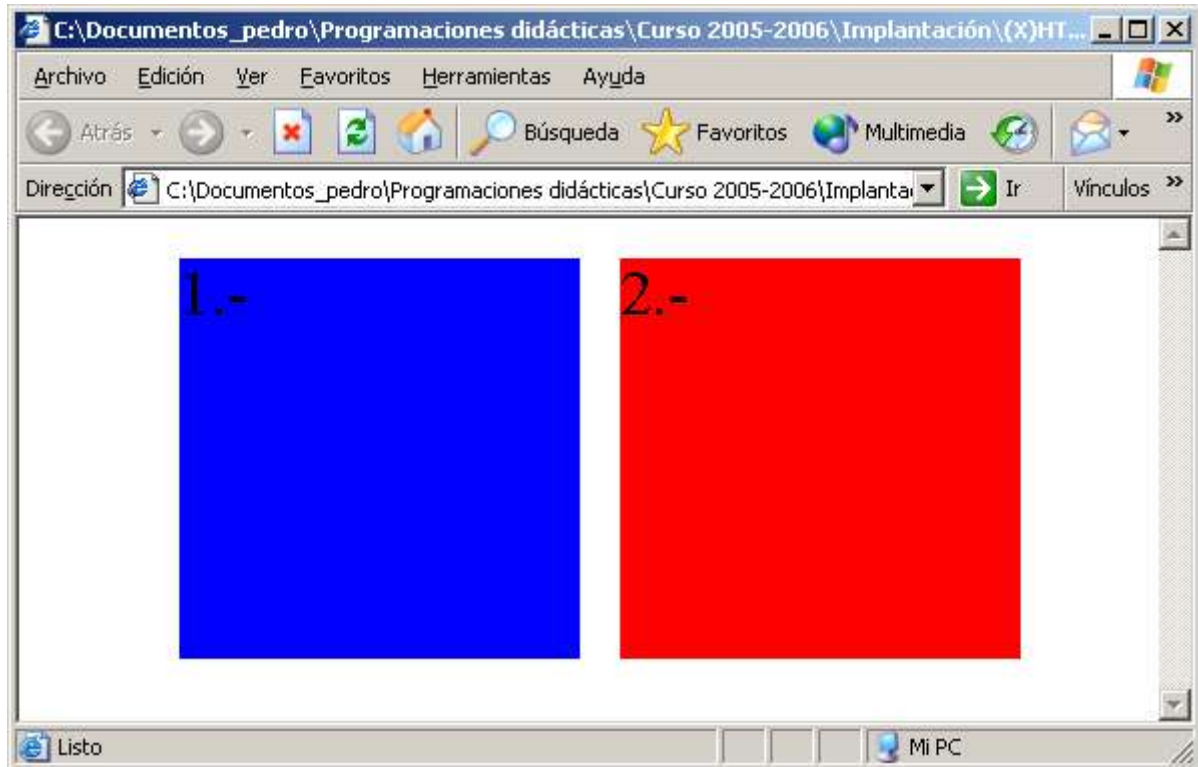 C:\Documentos_pedro\Programaciones didácticas\Curso 2005-2006\Implantación\(X)HT...
Archivo Edición Ver Favoritos Herramientas Ayuda
Atrás Búsqueda Favoritos Multimedia »
Dirección C:\Documentos_pedro\Programaciones didácticas\Curso 2005-2006\Implanta Ir Vínculos »
1.- 2.-
Listo Mi PC